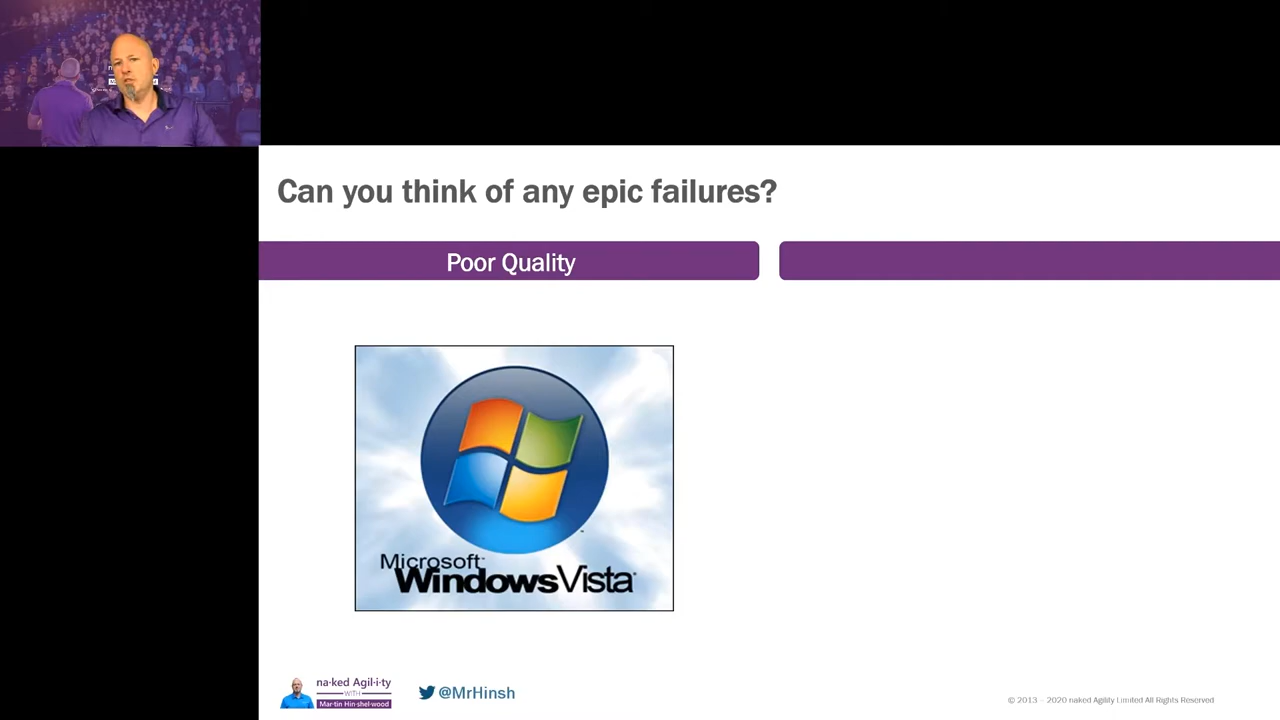 Can you think of any epic failures?
Poor Quality
Microsoft
WindowsVista
na·ked Agil·i·ty
WITH
Mar·tin Hin·shel·wood
@MrHinsh
© 2013 - 2020 naked Agility Limited All Rights Reserved